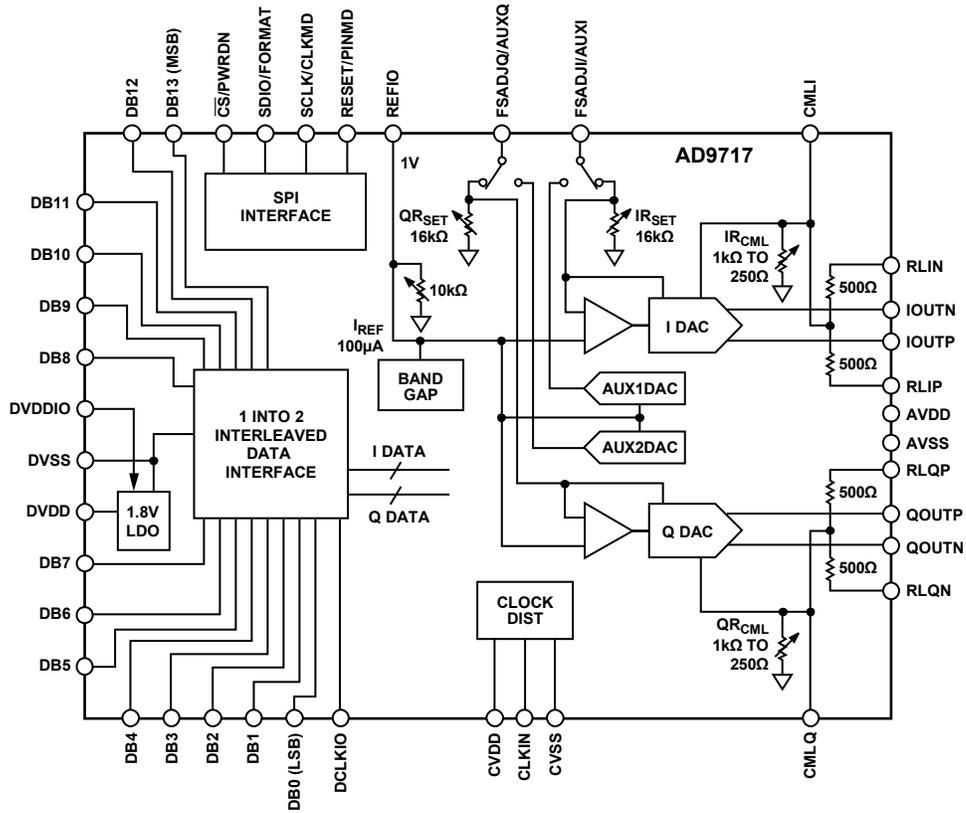 DB12
DB13 (MSB)
CS/PWRDN
SDIO/FORMAT
SCLK/CLKMD
RESET/PINMD
REFIO
FSADJQ/AUXQ
FSADJI/AUXI
CMLI
AD9717
1V
SPI
INTERFACE
DB11
DB10
DB9
DB8
DVDDIO
DVSS
DVDD
DB7
DB6
DB5
QRSET
16kΩ
IRSET
16kΩ
IRCML
1kΩ TO
250Ω
10kΩ
IREF
100µA
BAND
GAP
I DAC
500Ω
500Ω
RLIN
IOUTN
IOUTP
RLIP
AVDD
AVSS
RLQP
QOUTP
QOUTN
RLQN
1 INTO 2
INTERLEAVED
DATA
INTERFACE
I DATA
Q DATA
1.8V
LDO
AUX1DAC
AUX2DAC
Q DAC
500Ω
500Ω
CLOCK
DIST
QRCML
1kΩ TO
250Ω
DB4
DB3
DB2
DB1
DB0 (LSB)
DCLKIO
CVDD
CLKIN
CVSS
CMLQ